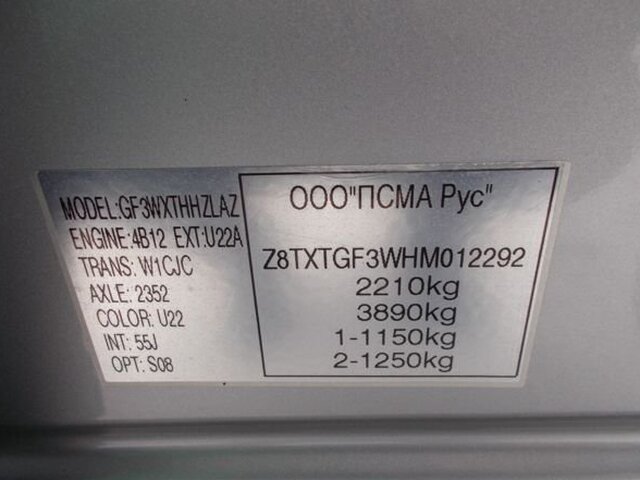 MODEL:GF3WXTHHZLAZ
ENGINE:4B12 EXT:U22A
TRANS: W1CJC
AXLE: 2352
COLOR: U22
INT: 55J
OPT: S08
ООО"ПСМА Рус"
Z8TXTGF3WHM012292
2210kg
3890kg
1-1150kg
2-1250kg